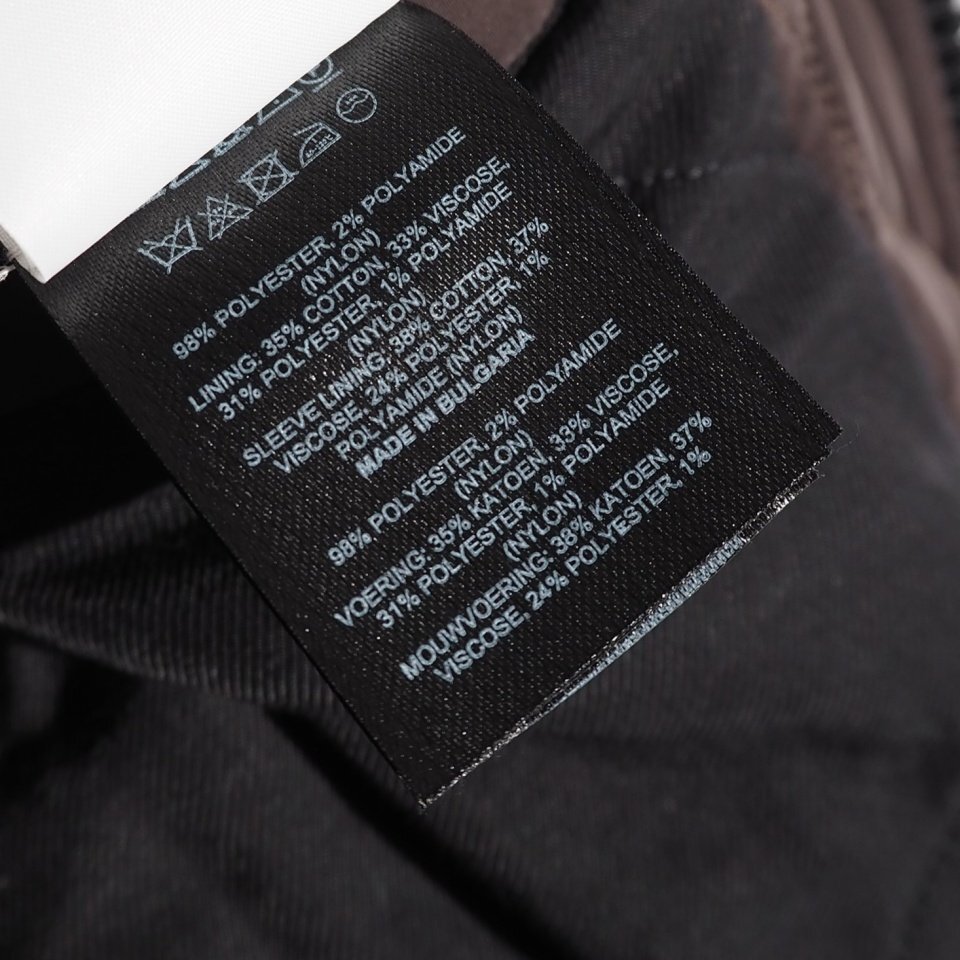 98% POLYESTER, 2% POLYAMIDE
(NYLON)
LINING: 35% COTTON, 33% VISCOSE,
31% POLYESTER, 1% POLYAMIDE
(NYLON)
SLEEVE LINING: 38% COTTON, 37%
VISCOSE, 24% POLYESTER, 1%
POLYAMIDE (NYLON)
MADE IN BULGARIA
98% POLYESTER, 2% POLYAMIDE
(NYLON)
VOERING: 35% KATOEN, 33% VISCOSE,
31% POLYESTER, 1% POLYAMIDE
(NYLON)
MOUWVOERING: 38% KATOEN, 37%
VISCOSE, 24% POLYESTER, 1%